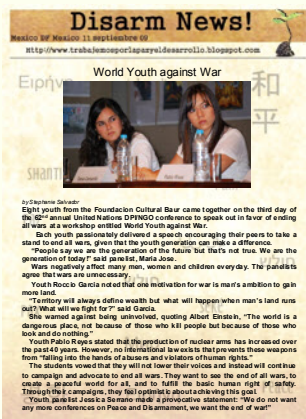 Disarm News!
Mexico DF Mexico 11 septiembre 09
Http://www.trabajemosporlapazyeldesarrollo.blogspot.com
World Youth against War
Ειρήνη
和
平
SHANTI
by Stephanie Salvador
Eight youth from the Foundacion Cultural Baur came together on the third day of
the 62nd annual United Nations DPI/NGO conference to speak out in favor of ending
all wars at a workshop entitled World Youth against War.
Each youth passionately delivered a speech encouraging their peers to take a
stand to end all wars, given that the youth generation can make a difference.
"People say we are the generation of the future but that's not true. We are the
generation of today!" said panelist, Maria Jose.
Wars negatively affect many men, women and children everyday. The panelists
agree that wars are unnecessary.
Youth Roccio Garcia noted that one motivation for war is man's ambition to gain
more land.
"Territory will always define wealth but what will happen when man's land runs
out? What will we fight for?" said Garcia.
She warned against being uninvolved, quoting Albert Einstein, "The world is a
dangerous place, not because of those who kill people but because of those who
look and do nothing."
Youth Pablo Reyes stated that the production of nuclear arms has increased over
the past 40 years. However, no international law exists that prevents these weapons
from "falling into the hands of abusers and violators of human rights."
The students vowed that they will not lower their voices and instead will continue
to campaign and advocate to end all wars. They want to see the end of all wars, to
create a peaceful world for all, and to fulfill the basic human right of safety.
Through their campaigns, they feel optimistic about achieving this goal.
Youth panelist Jessica Serrano made a provocative statement: "We do not want
any more conferences on Peace and Disarmament, we want the end of war!"